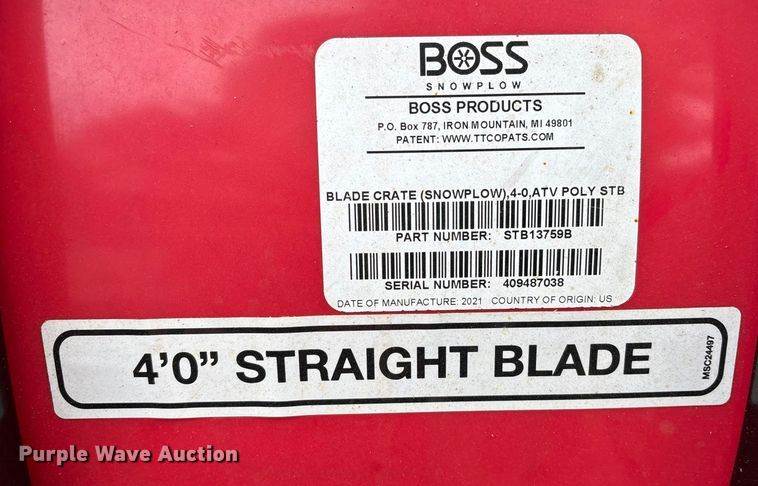 BOSS
SNOWPLOW
BOSS PRODUCTS
P.O. Box 787, IRON MOUNTAIN, MI 49801
PATENT: WWW.TTCOPATS.COM
BLADE CRATE (SNOWPLOW),4-0,ATV POLY STB
PART NUMBER: STB13759B
SERIAL NUMBER: 409487038
DATE OF MANUFACTURE: 2021 COUNTRY OF ORIGIN: US
4'0" STRAIGHT BLADE
MSC24497
Purple Wave Auction